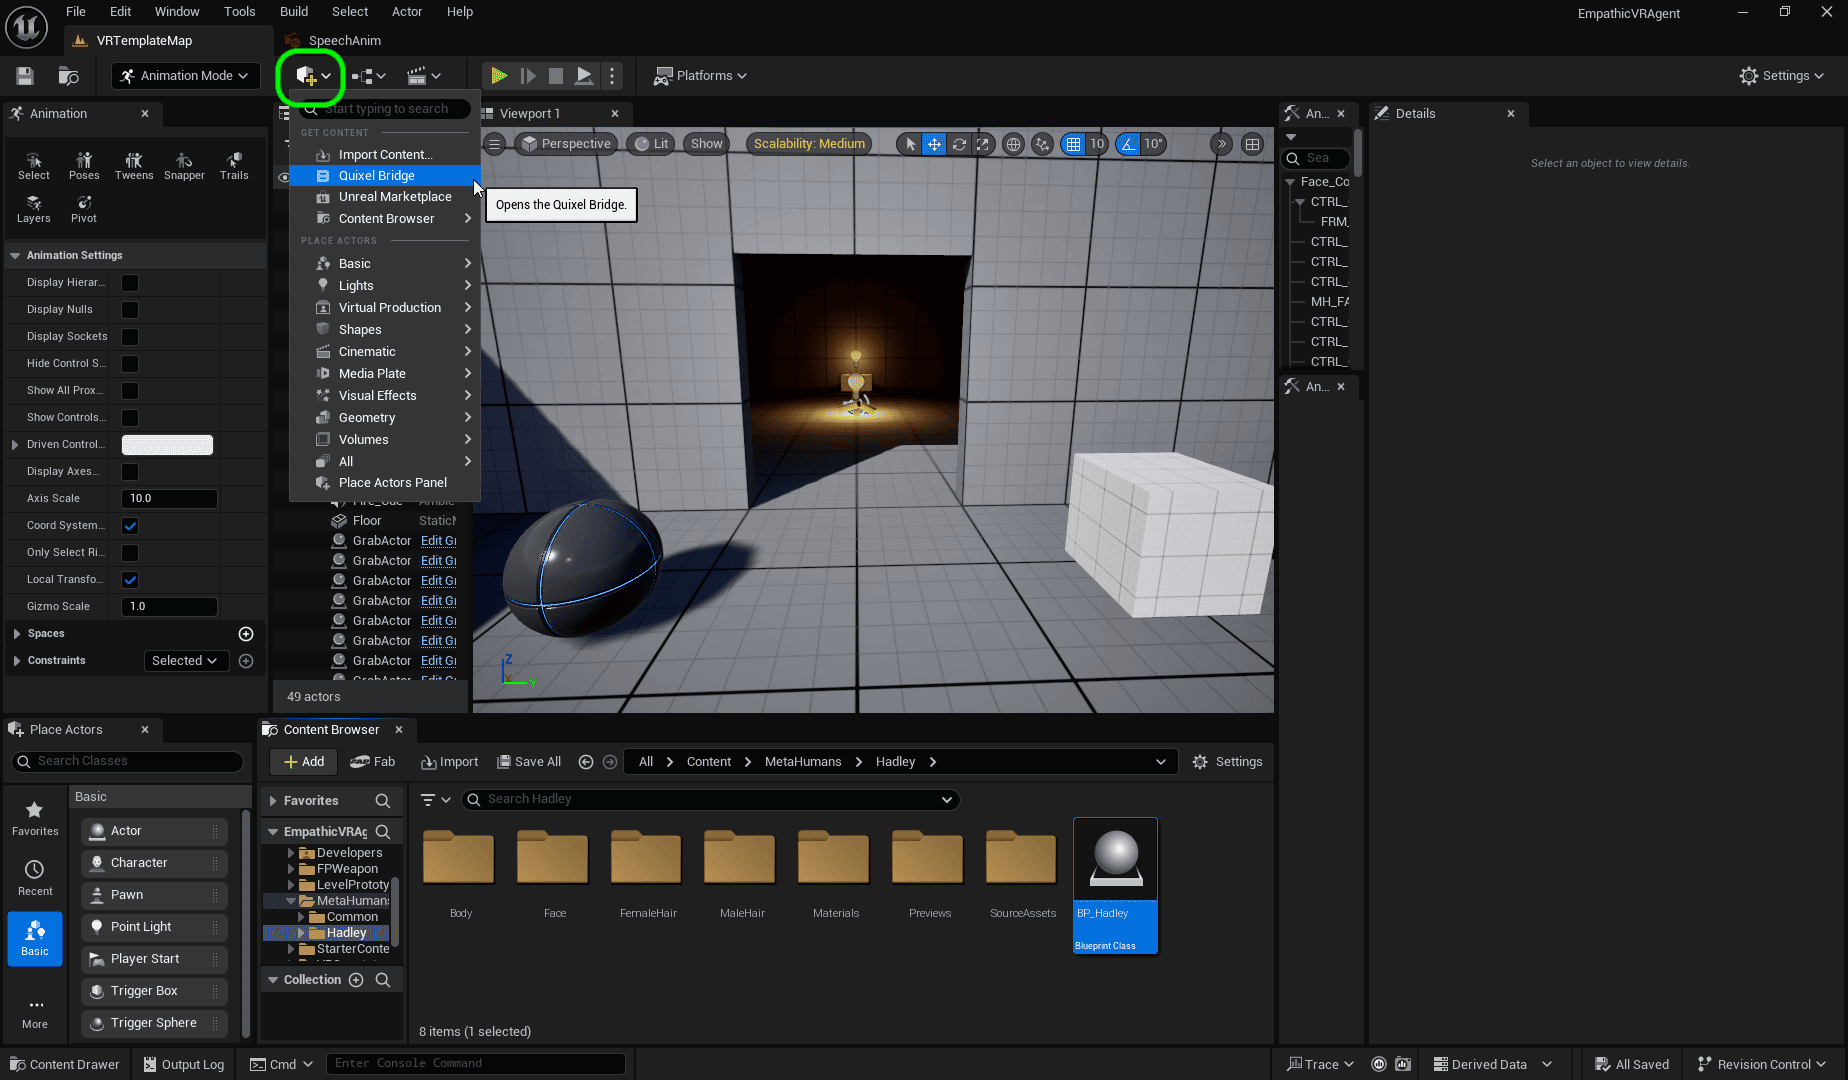 File Edit Window Tools Build Select Actor Help
EmpathicVRAgent
VRTemplateMap
SpeechAnim
Animation Mode
Platforms
Settings
Animation
Select Poses Tweens Snapper Trails
Layers Pivot
Animation Settings
Display Hierar...
Display Nulls
Display Sockets
Hide Control S...
Show All Prox...
Show Controls...
Driven Control...
Display Axes...
Axis Scale 10.0
Coord System...
Only Select Ri...
Local Transfo...
Gizmo Scale 1.0
Spaces
Constraints Selected
Start typing to search
GET CONTENT
Import Content...
Quixel Bridge
Unreal Marketplace
Content Browser
PLACE ACTORS
Basic
Lights
Virtual Production
Shapes
Cinematic
Media Plate
Visual Effects
Geometry
Volumes
All
Place Actors Panel
Opens the Quixel Bridge.
Floor StaticM
GrabActor Edit Gr
GrabActor Edit Gr
GrabActor Edit Gr
GrabActor Edit Gr
GrabActor Edit Gr
GrabActor Edit Gr
GrabActor Edit Gr
49 actors
Viewport 1
Perspective Lit Show Scalability: Medium 10 10°
Z
X Y
An...
Sea
Face_Co
CTRL_
FRM_
CTRL_
CTRL_
CTRL_
MH_FA
CTRL_
CTRL_
CTRL_
An...
Details
Select an object to view details.
Place Actors
Search Classes
Favorites
Recent
Basic
More
Basic
Actor
Character
Pawn
Point Light
Player Start
Trigger Box
Trigger Sphere
Content Browser
Add Fab Import Save All All Content MetaHumans Hadley Settings
Favorites
EmpathicVRAg
Developers
FPWeapon
LevelPrototy
MetaHumans
Common
Hadley
StarterConte
Collection
Search Hadley
Body Face FemaleHair MaleHair Materials Previews SourceAssets BP_Hadley
Blueprint Class
8 items (1 selected)
Content Drawer Output Log Cmd Enter Console Command Trace Derived Data All Saved Revision Control